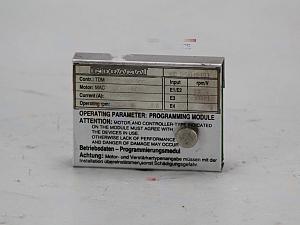 Contr.: TDM
Input
rpm/V
Motor: MAC
E1/E2
Current (A):
E3
Operating rpm:
E4
OPERATING PARAMETER: PROGRAMMING MODULE
ATTENTION: MOTOR AND CONTROLLER-TYPE INDICATED
ON THE MODULE MUST AGREE WITH
THE DEVICES IN USE.
OTHERWISE LACK OF PERFORMANCE
AND DANGER OF DAMAGE MAY OCCUR
Betriebsdaten - Programmierungsmodul
Achtung: Motor- und Verstärkertypenangabe müssen mit der
Installation übereinstimmen, sonst Schädigungsgefahr.